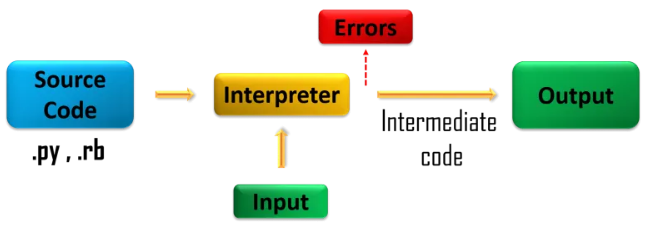 Errors
Source
Code
Interpreter
Output
Intermediate
code
.py , .rb
Input